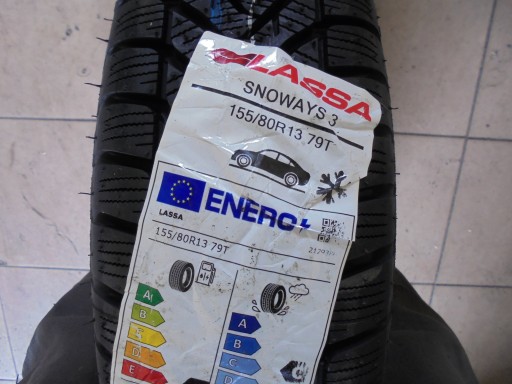 LASSA
SNOWAYS 3
155/80R13 79T
ENERG
LASSA
155/80R13 79T
A
B
C
D
E
A
B
C
D